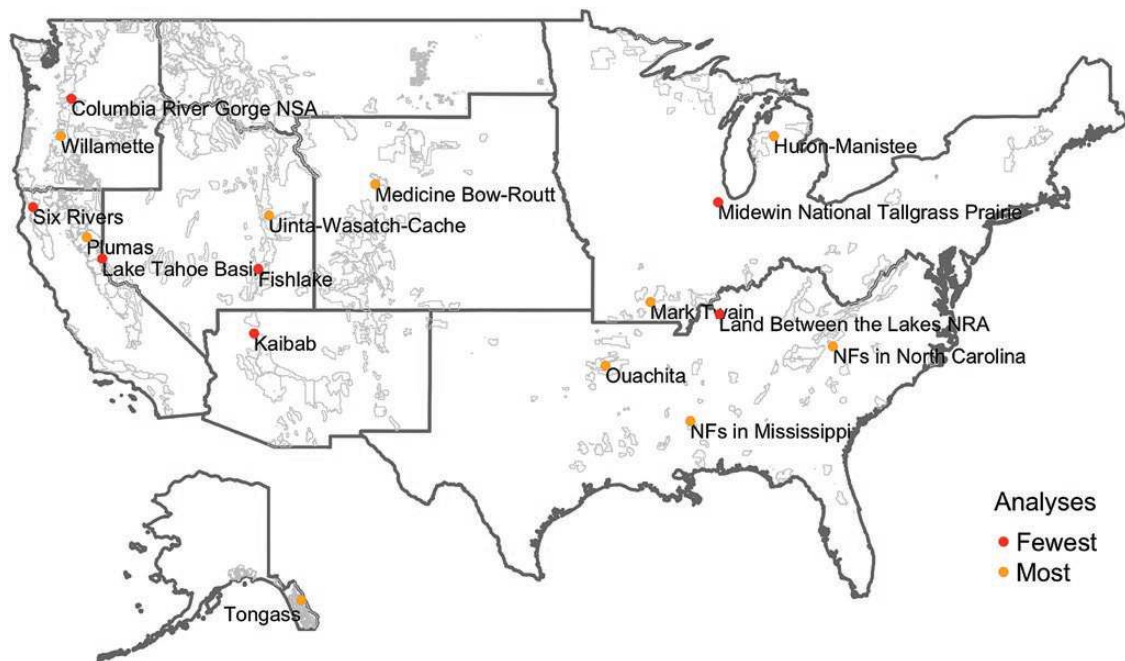 Columbia River Gorge NSA
Willamette
Huron-Manistee
Medicine Bow-Routt
Six Rivers
Midewin National Tallgrass Prairie
Uinta-Wasatch-Cache
Plumas
Lake Tahoe Basin
Fishlake
Mark Twain
Land Between the Lakes NRA
Kaibab
NFs in North Carolina
Ouachita
NFs in Mississippi
Analyses
Fewest
Most
Tongass